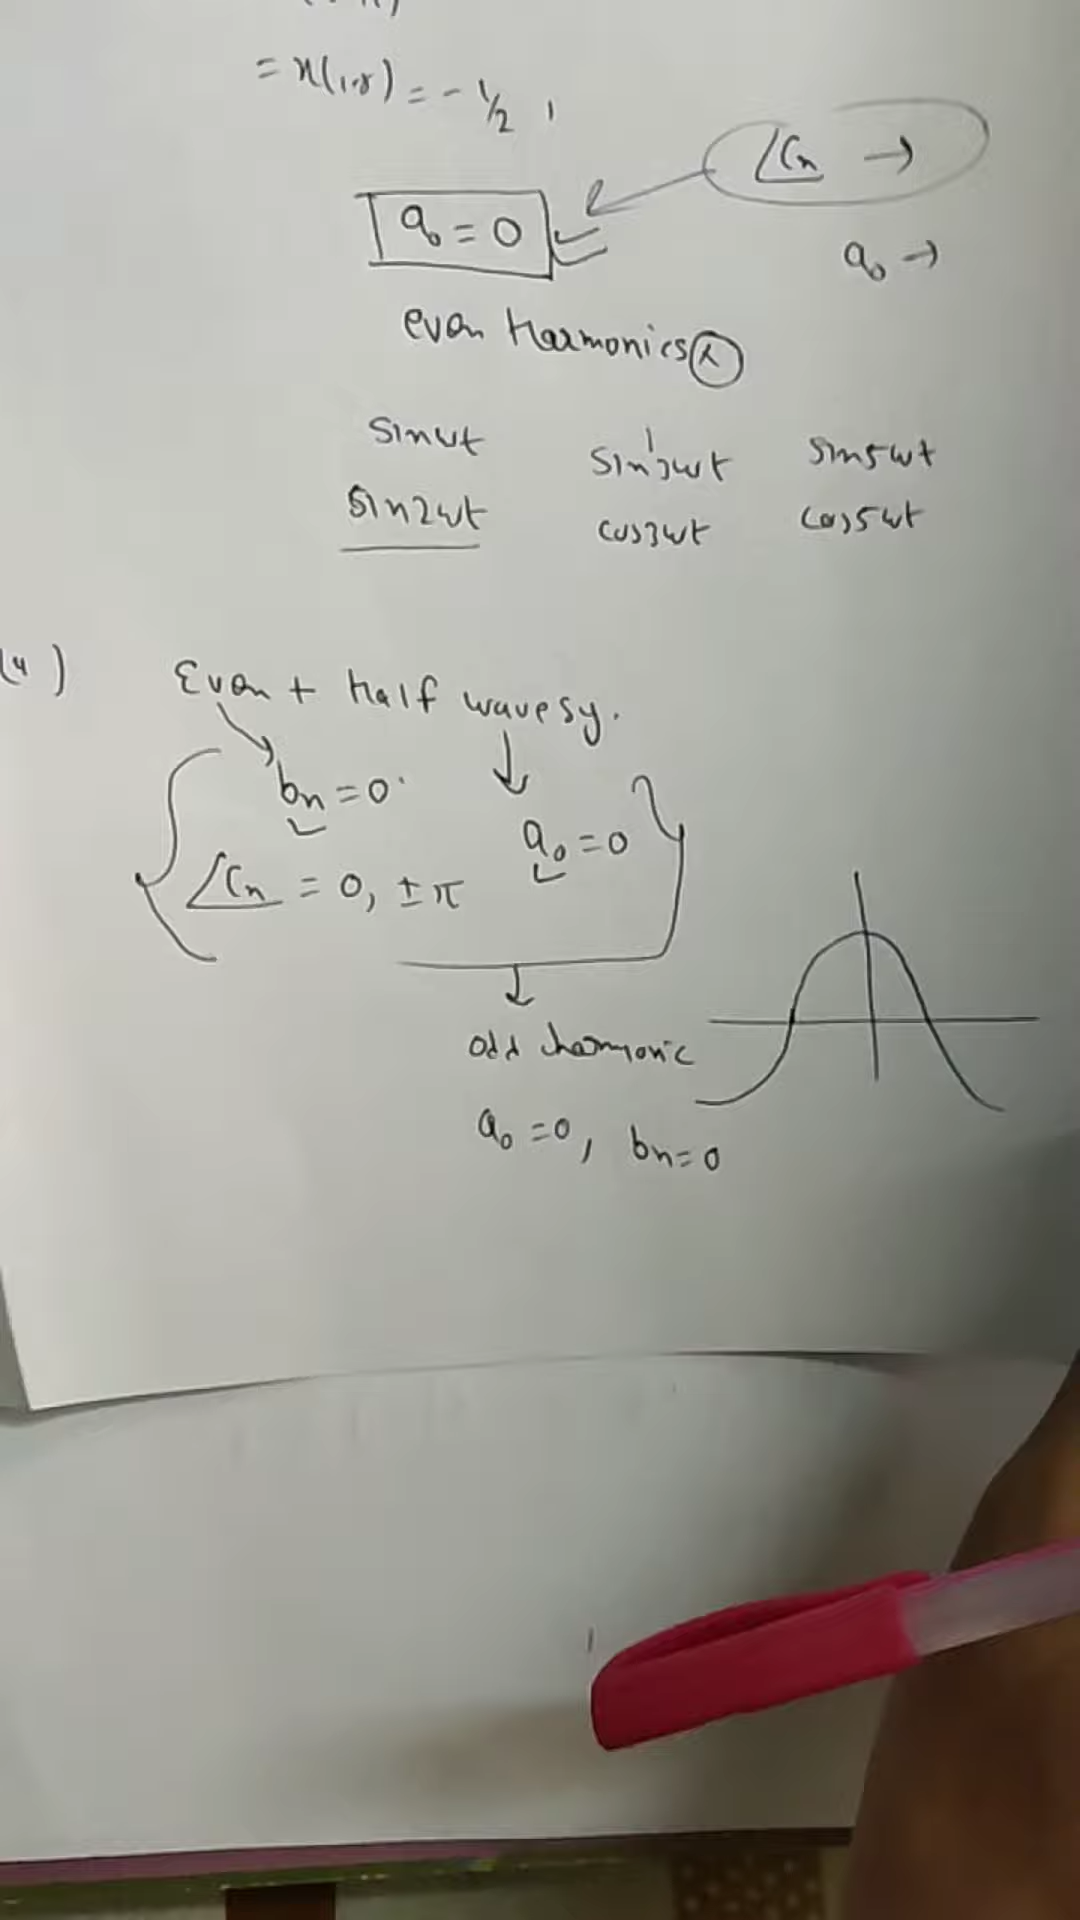 = x(1.8) = - 1/2 ,
∠Cn →
a₀ = 0
a₀ →
even Harmonics (x)
sinωt sin3ωt sin5ωt
sin2ωt cos3ωt cos5ωt
(4) Even + Half wave sy.
bn = 0
a₀ = 0
∠Cn = 0, ±π
odd harmonic
a₀ = 0, bn = 0